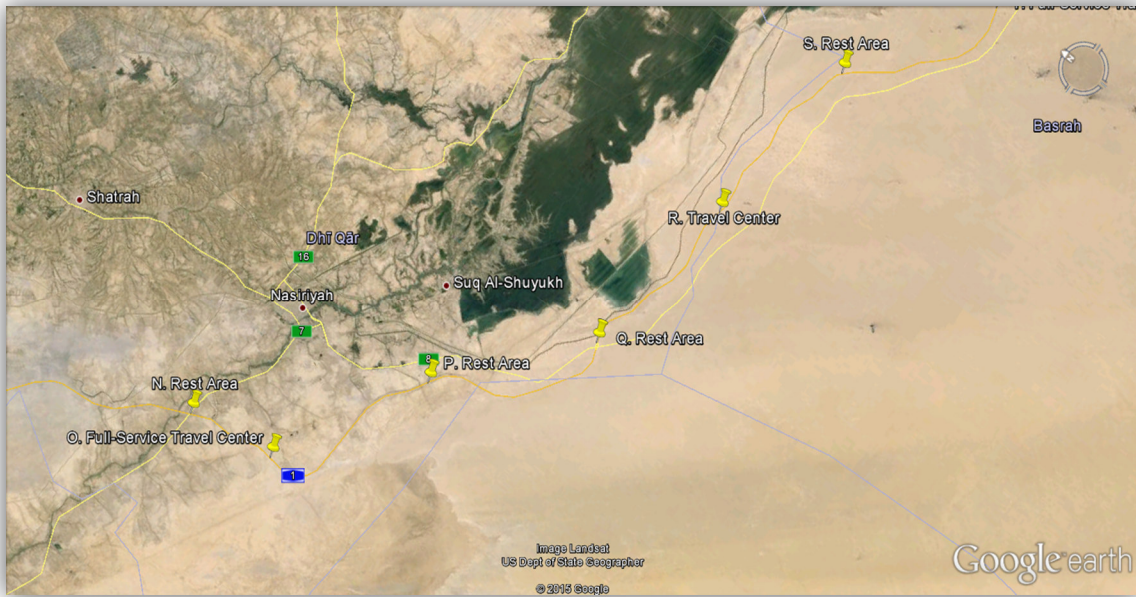 S. Rest Area
Basrah
Shatrah
R. Travel Center
Dhī Qār
16
Suq Al-Shuyukh
Nasiriyah
7
Q. Rest Area
8
P. Rest Area
N. Rest Area
O. Full-Service Travel Center
1
Image Landsat
US Dept of State Geographer
© 2015 Google
Google earth